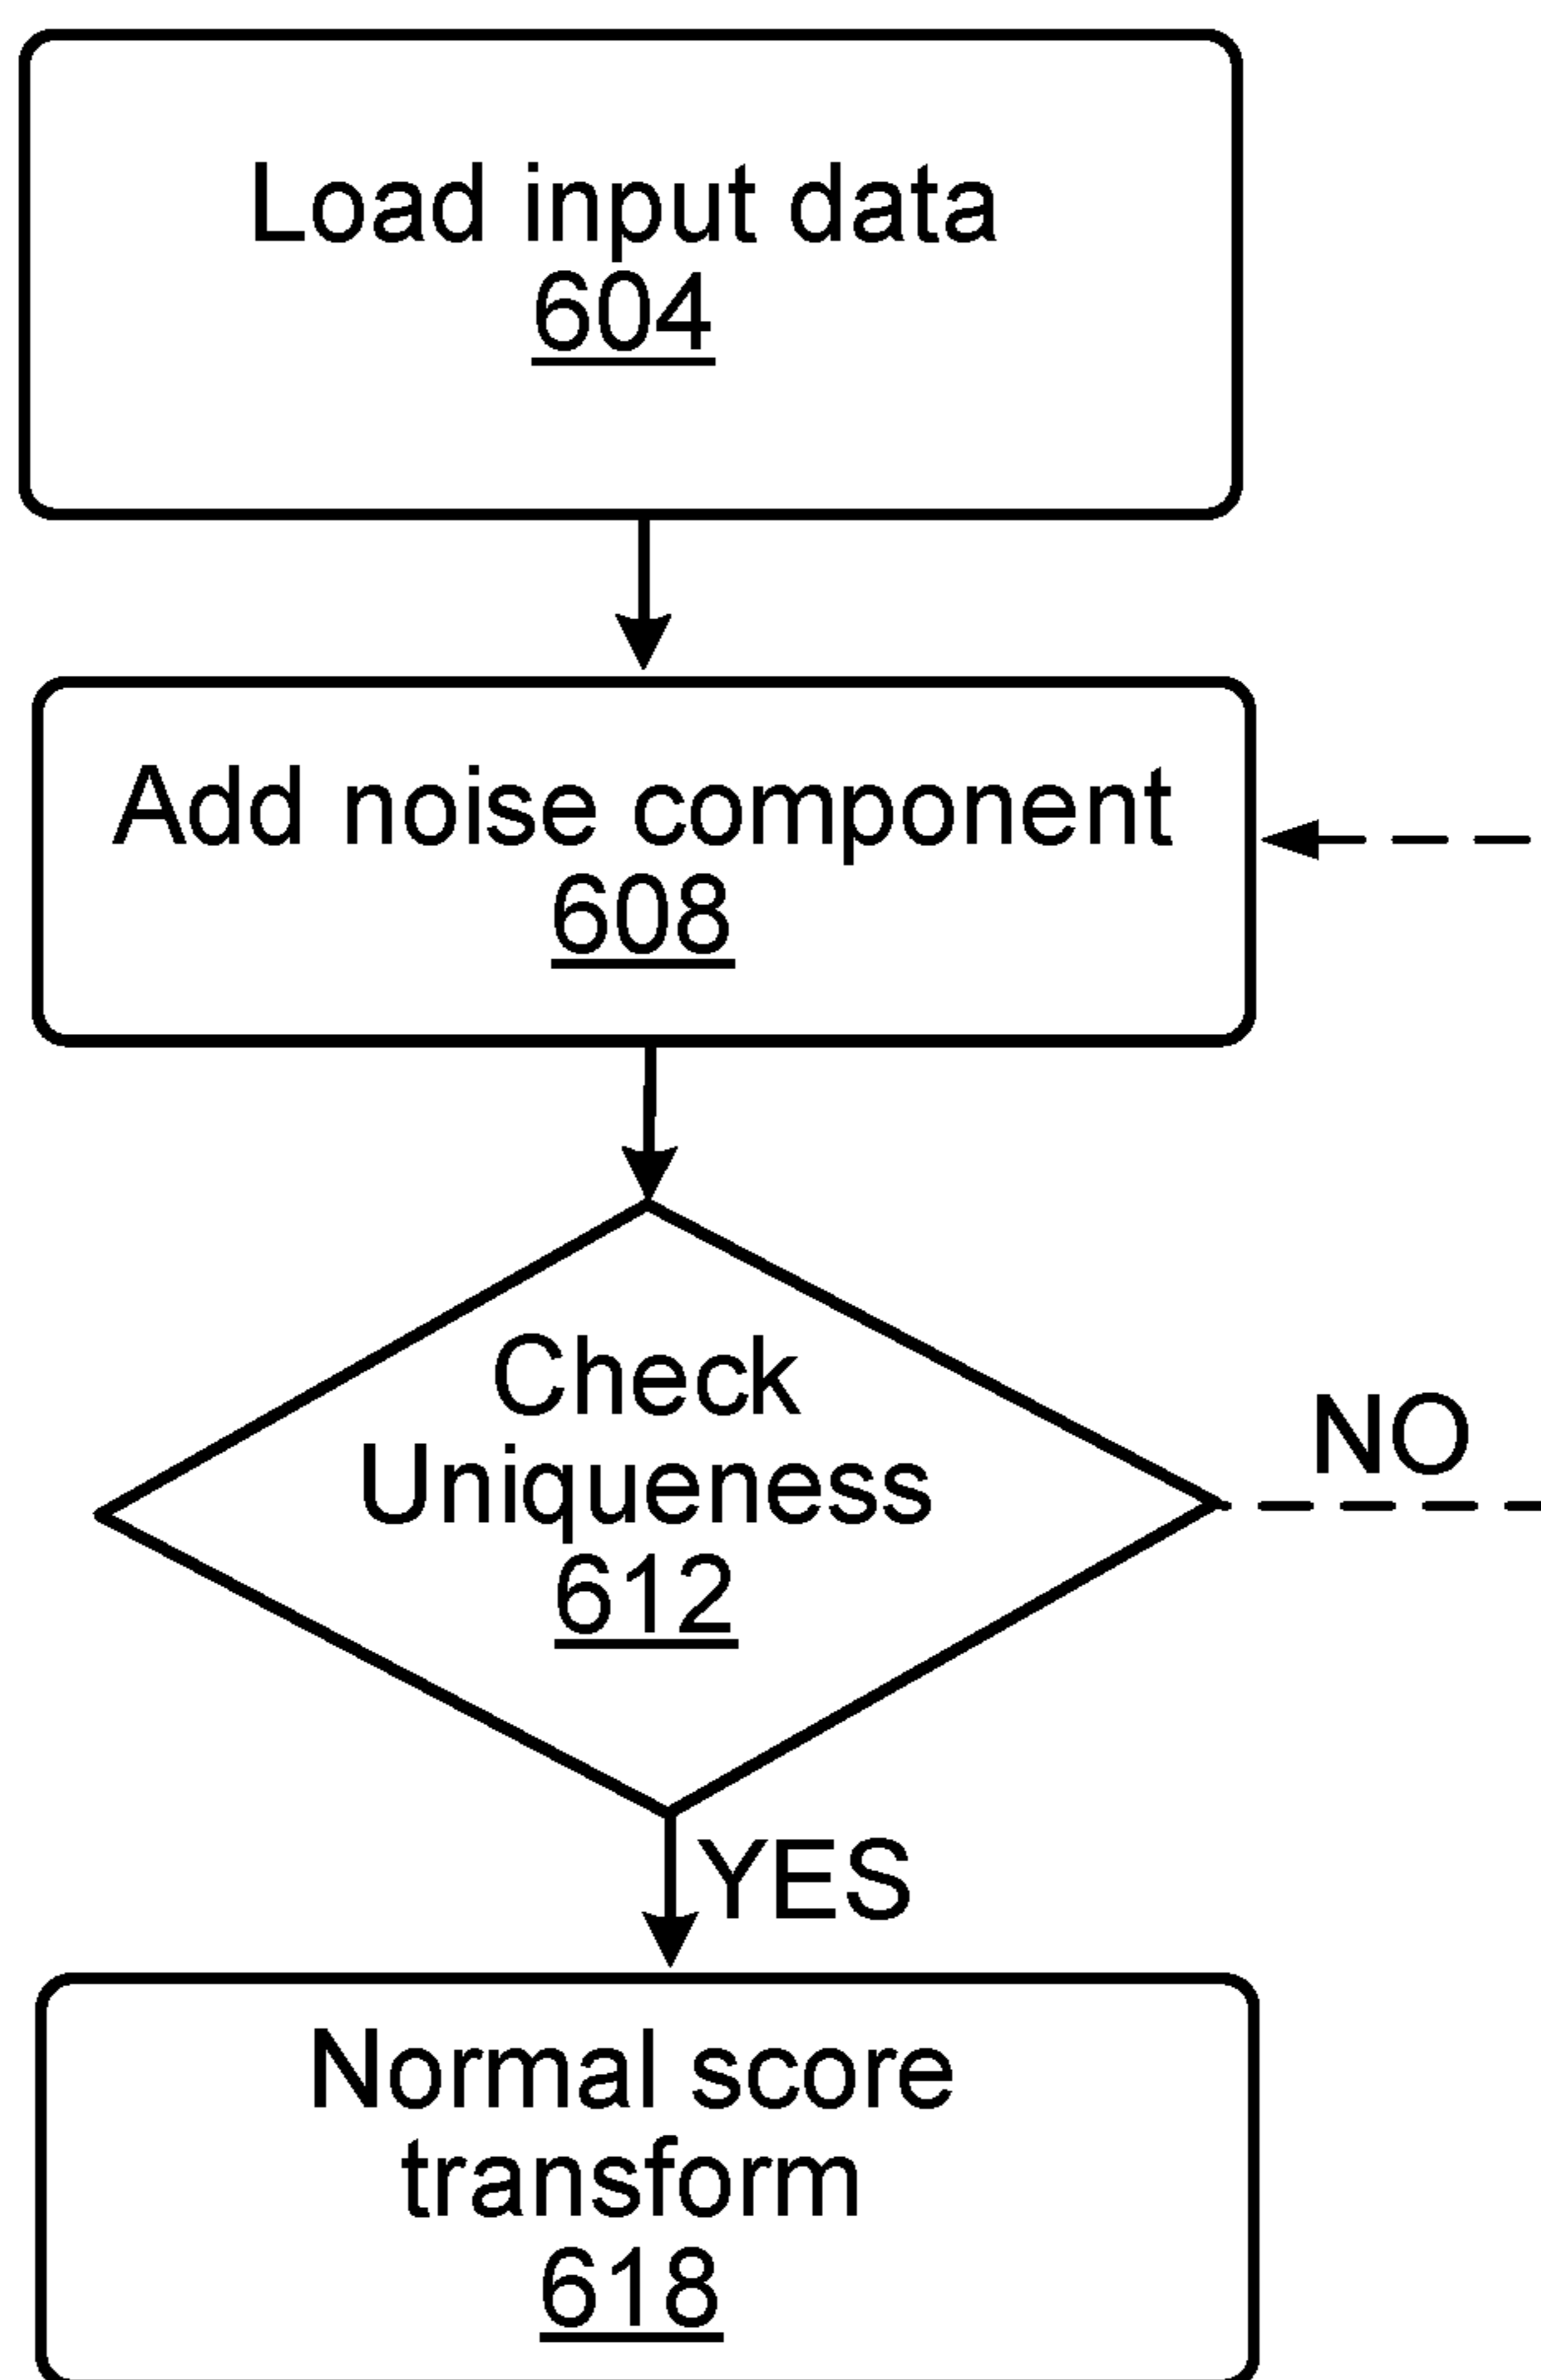 Load input data
604
Add noise component
608
Check
Uniqueness
612
NO
YES
Normal score
transform
618